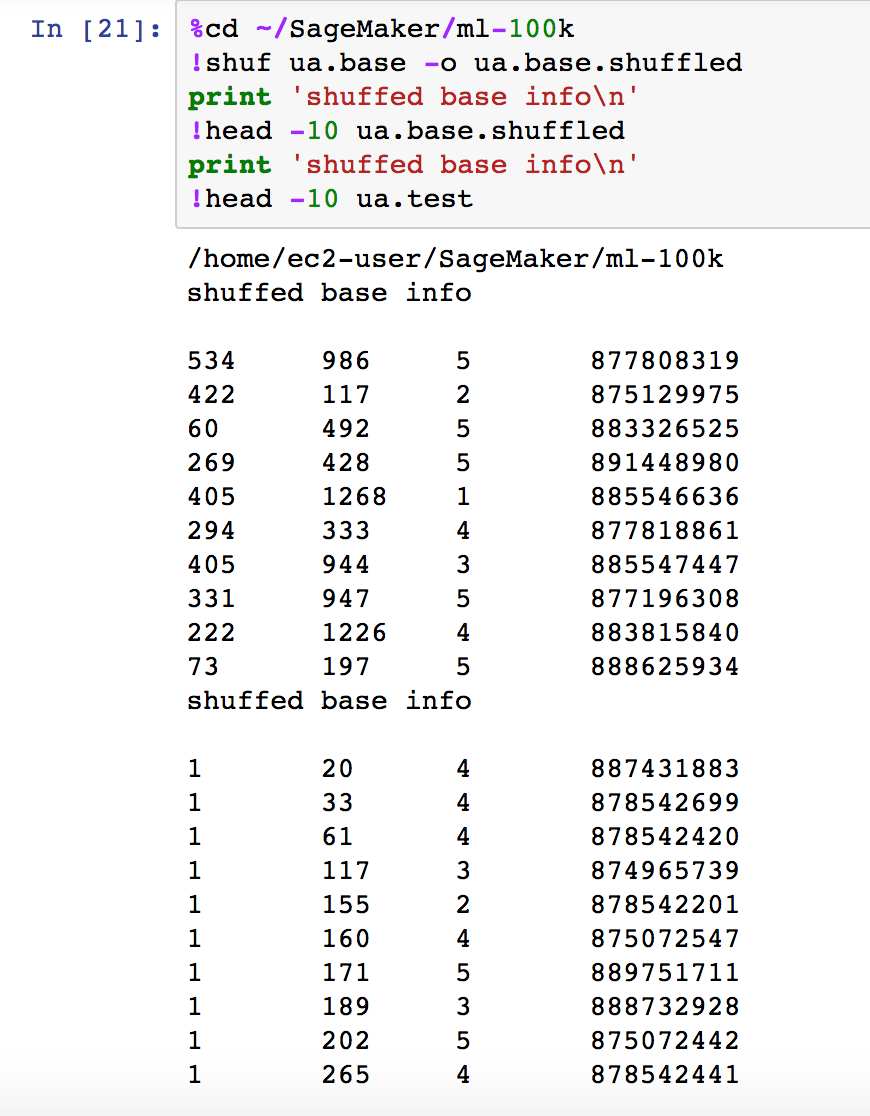 In [21]: %cd ~/SageMaker/ml-100k
!shuf ua.base -o ua.base.shuffled
print 'shuffed base info\n'
!head -10 ua.base.shuffled
print 'shuffed base info\n'
!head -10 ua.test
/home/ec2-user/SageMaker/ml-100k
shuffed base info
534 986 5 877808319
422 117 2 875129975
60 492 5 883326525
269 428 5 891448980
405 1268 1 885546636
294 333 4 877818861
405 944 3 885547447
331 947 5 877196308
222 1226 4 883815840
73 197 5 888625934
shuffed base info
1 20 4 887431883
1 33 4 878542699
1 61 4 878542420
1 117 3 874965739
1 155 2 878542201
1 160 4 875072547
1 171 5 889751711
1 189 3 888732928
1 202 5 875072442
1 265 4 878542441